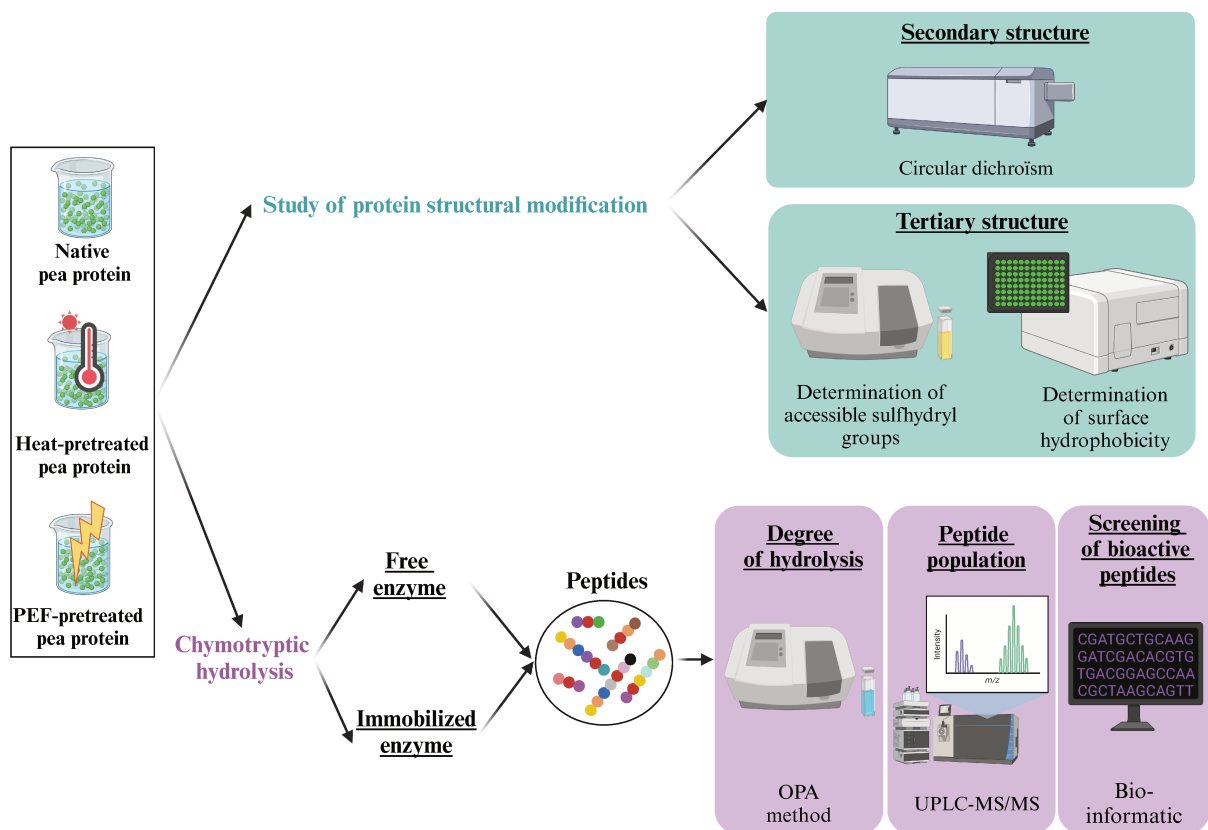 Native
pea protein
Heat-pretreated
pea protein
PEF-pretreated
pea protein
Study of protein structural modification
Secondary structure
Circular dichroïsm
Tertiary structure
Determination of
accessible sulfhydryl
groups
Determination
of surface
hydrophobicity
Chymotryptic
hydrolysis
Free
enzyme
Immobilized
enzyme
Peptides
Degree
of hydrolysis
OPA
method
Peptide
population
Intensity
m/z
UPLC-MS/MS
Screening
of bioactive
peptides
CGATGCTGCAAG
GATCGACACGTG
TGACGGAGCCAA
CGCTAAGCAGTT
Bio-
informatic